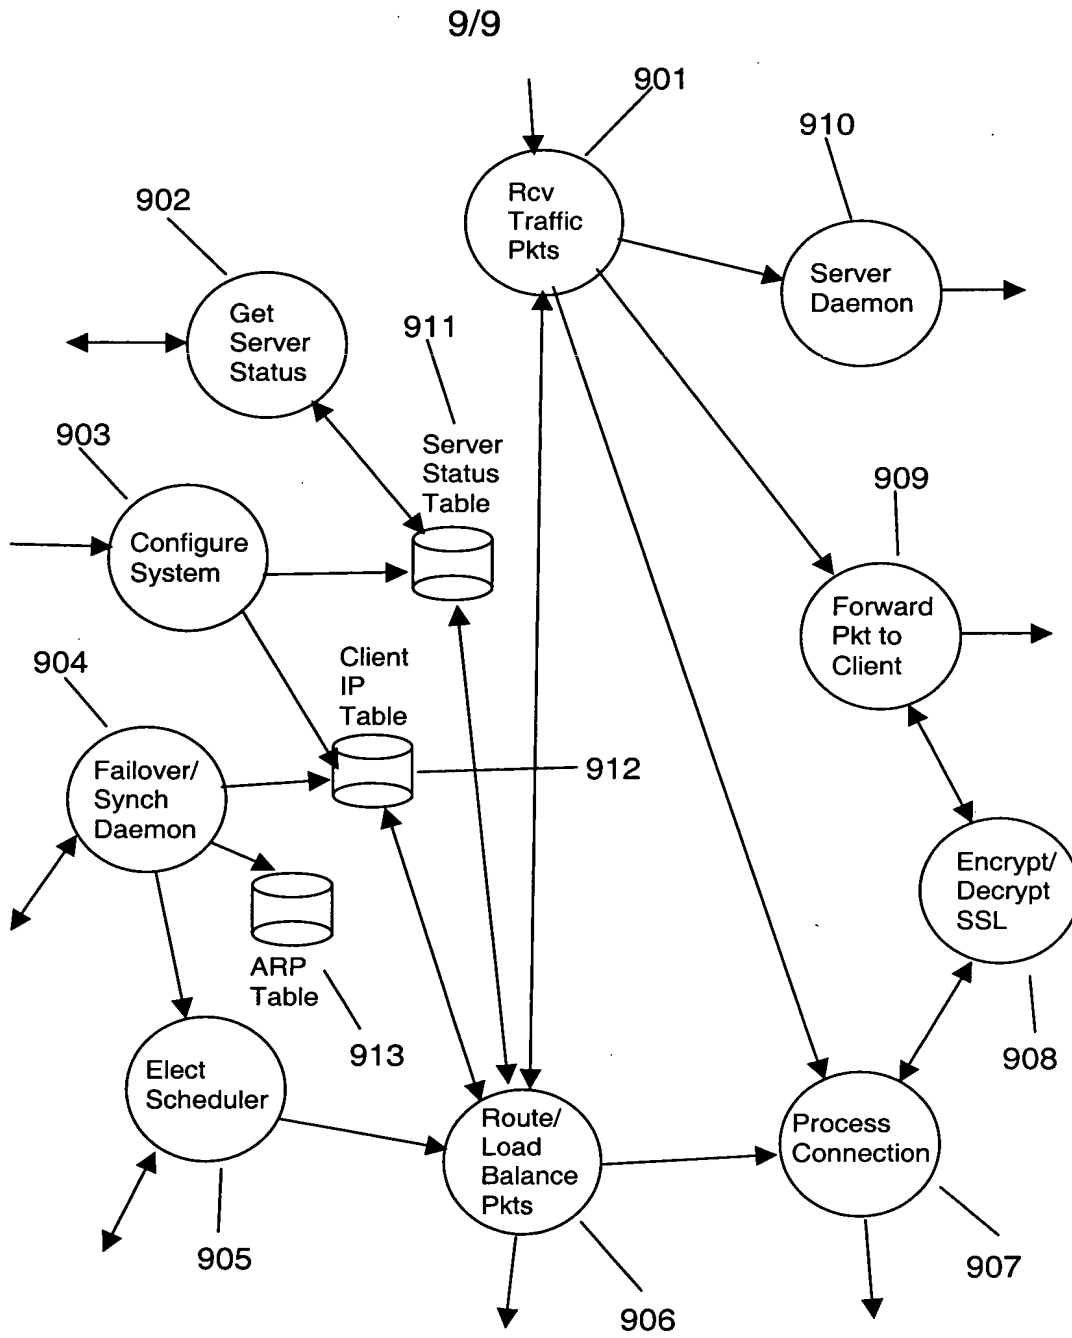 9/9
901
Rcv
Traffic
Pkts
910
Server
Daemon
902
Get
Server
Status
911
Server
Status
Table
903
Configure
System
909
Forward
Pkt to
Client
904
Client
IP
Table
912
Failover/
Synch
Daemon
Encrypt/
Decrypt
SSL
908
ARP
Table
913
Elect
Scheduler
905
Route/
Load
Balance
Pkts
906
Process
Connection
907